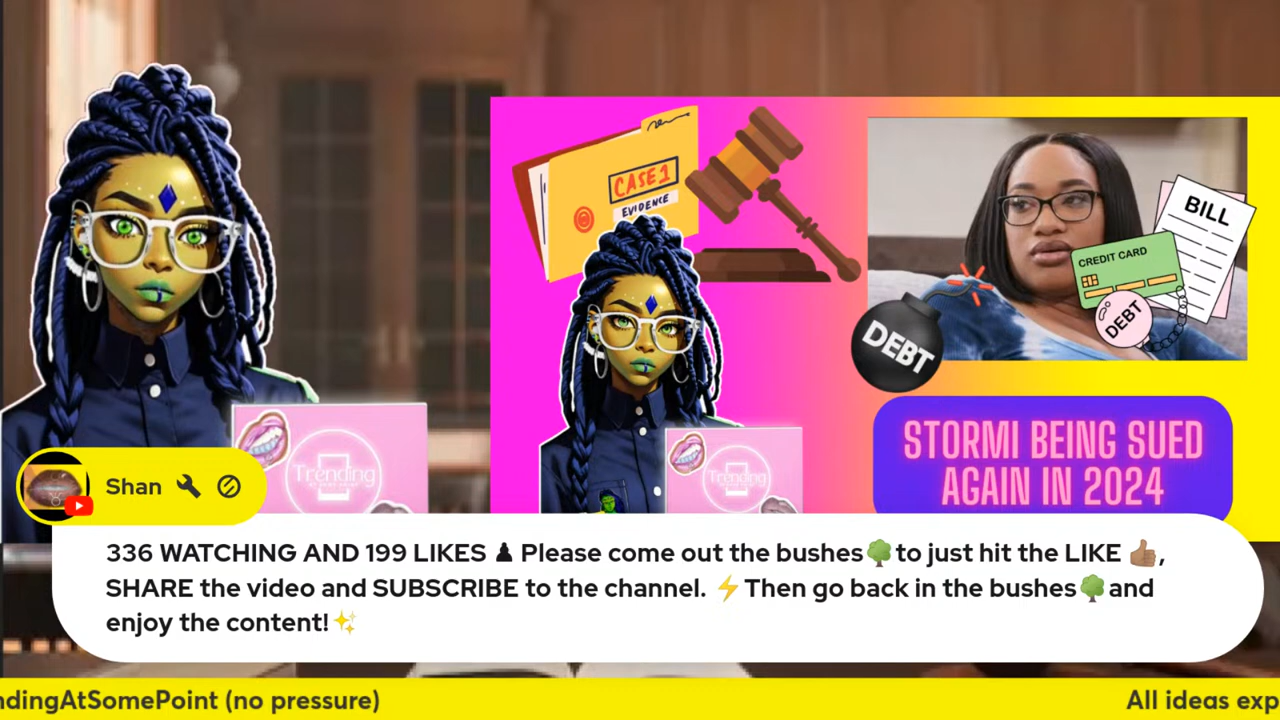 CASE 1
EVIDENCE
BILL
CREDIT CARD
DEBT
DEBT
STORMI BEING SUED
AGAIN IN 2024
Trending
Trending
Shan
336 WATCHING AND 199 LIKES ♟ Please come out the bushes🌳to just hit the LIKE 👍🏽,
SHARE the video and SUBSCRIBE to the channel. ⚡Then go back in the bushes🌳and
enjoy the content!✨
ndingAtSomePoint (no pressure)
All ideas exp